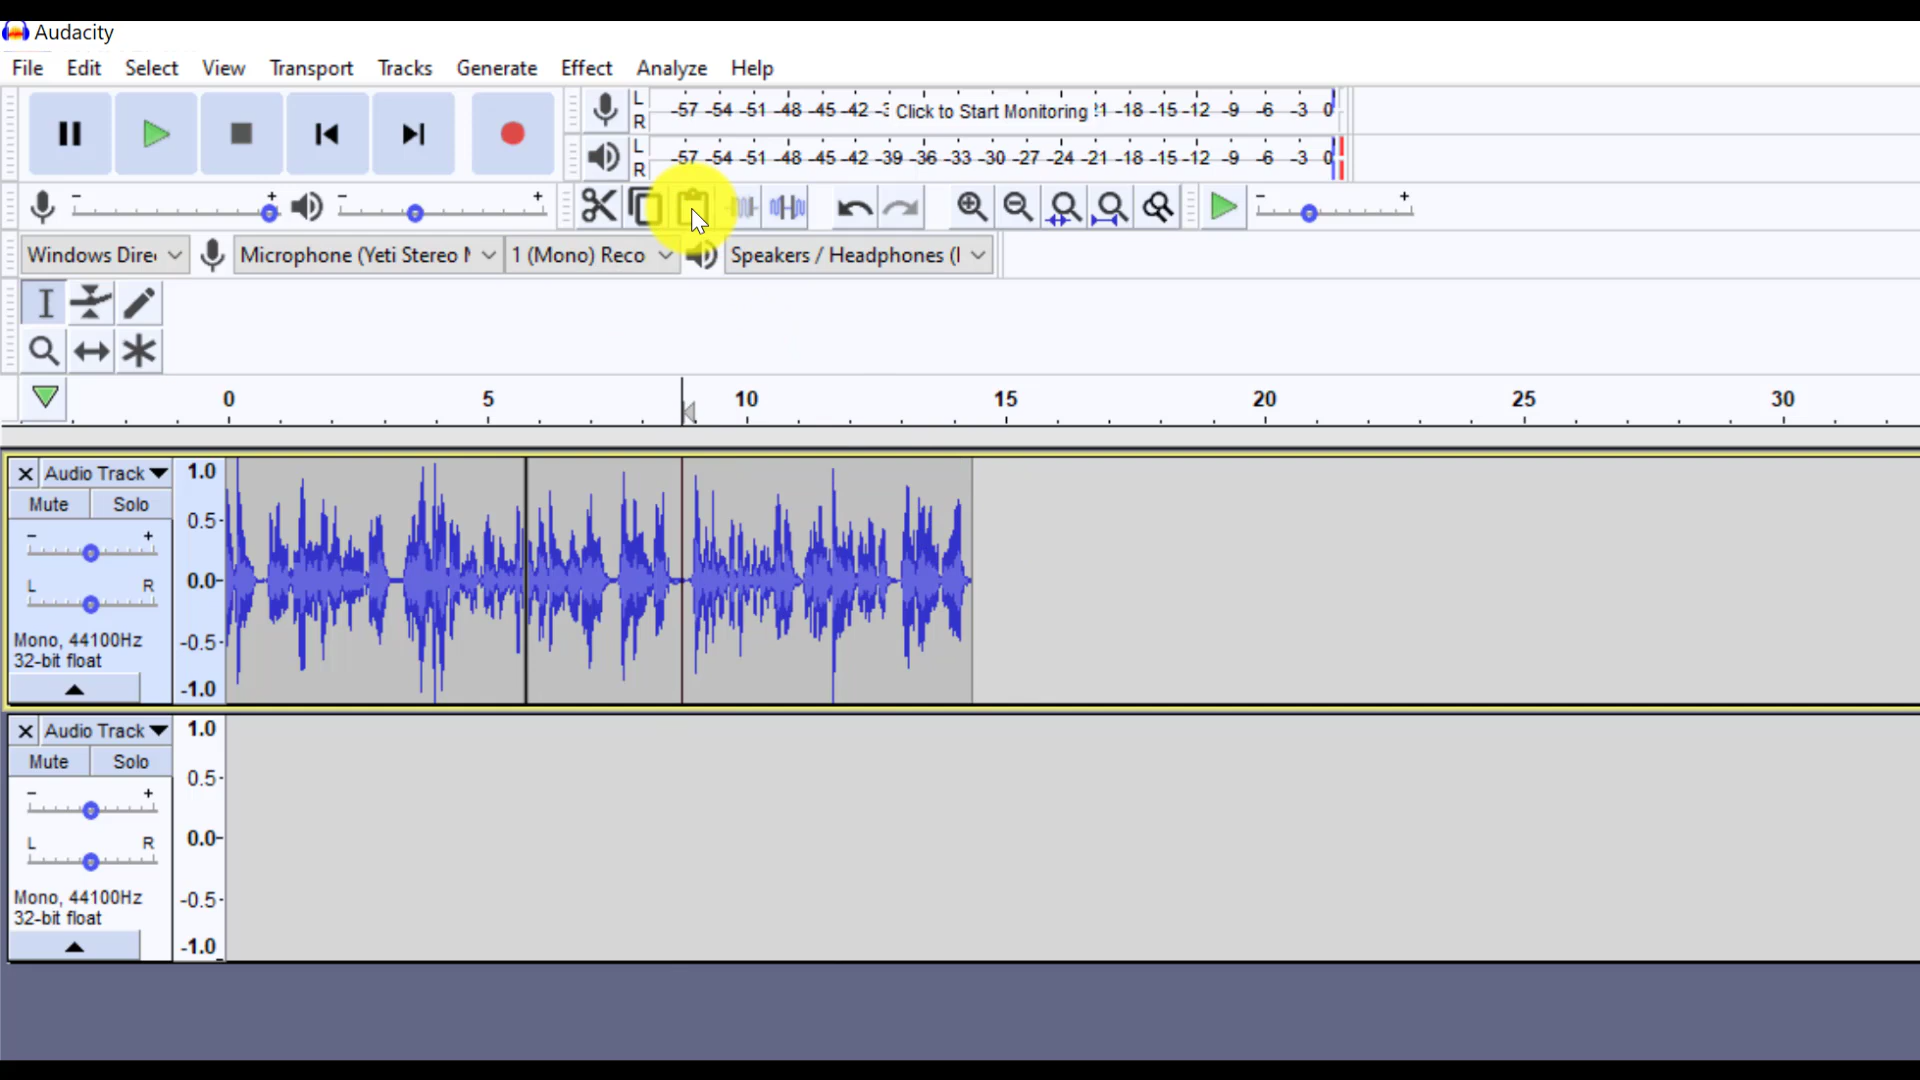 Audacity
File Edit Select View Transport Tracks Generate Effect Analyze Help
L
R
-57 -54 -51 -48 -45 -42 Click to Start Monitoring -18 -15 -12 -9 -6 -3 0
L
R
-57 -54 -51 -48 -45 -42 -39 -36 -33 -30 -27 -24 -21 -18 -15 -12 -9 -6 -3 0
- + - + - +
Windows Dire Microphone (Yeti Stereo 1 (Mono) Reco Speakers / Headphones (
0 5 10 15 20 25 30
X Audio Track 1.0
Mute Solo
0.5
- +
L R
0.0
Mono, 44100Hz
32-bit float
-0.5
-1.0
X Audio Track 1.0
Mute Solo
0.5
- +
L R
0.0
Mono, 44100Hz
32-bit float
-0.5
-1.0